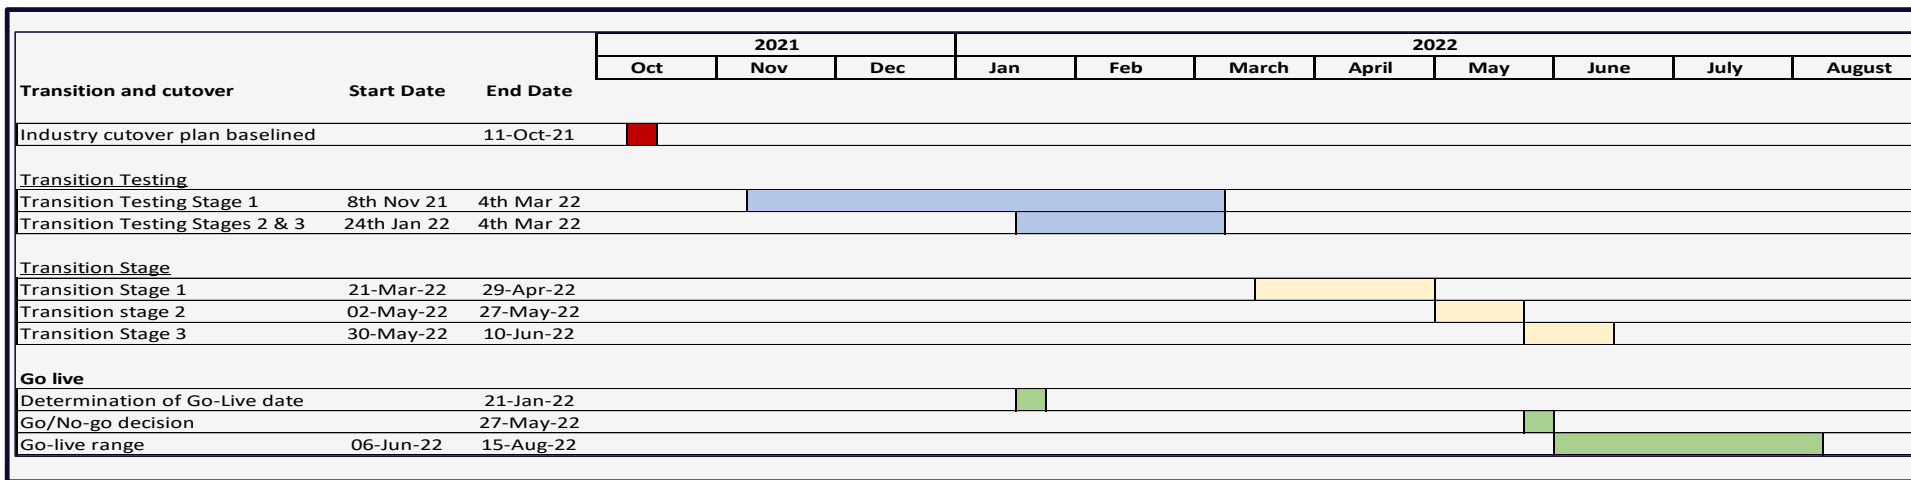 2021 2022
Oct Nov Dec Jan Feb March April May June July August
Transition and cutover Start Date End Date
Industry cutover plan baselined 11-Oct-21
Transition Testing
Transition Testing Stage 1 8th Nov 21 4th Mar 22
Transition Testing Stages 2 & 3 24th Jan 22 4th Mar 22
Transition Stage
Transition Stage 1 21-Mar-22 29-Apr-22
Transition stage 2 02-May-22 27-May-22
Transition Stage 3 30-May-22 10-Jun-22
Go live
Determination of Go-Live date 21-Jan-22
Go/No-go decision 27-May-22
Go-live range 06-Jun-22 15-Aug-22